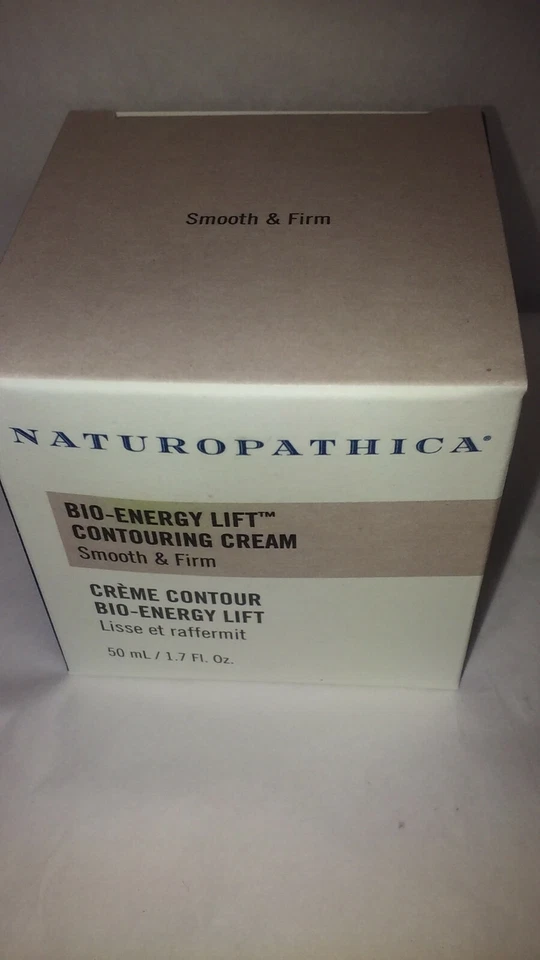 Smooth & Firm
NATUROPATHICA®
BIO-ENERGY LIFT™
CONTOURING CREAM
Smooth & Firm
CRÈME CONTOUR
BIO-ENERGY LIFT
Lisse et raffermit
50 mL / 1.7 Fl. Oz.